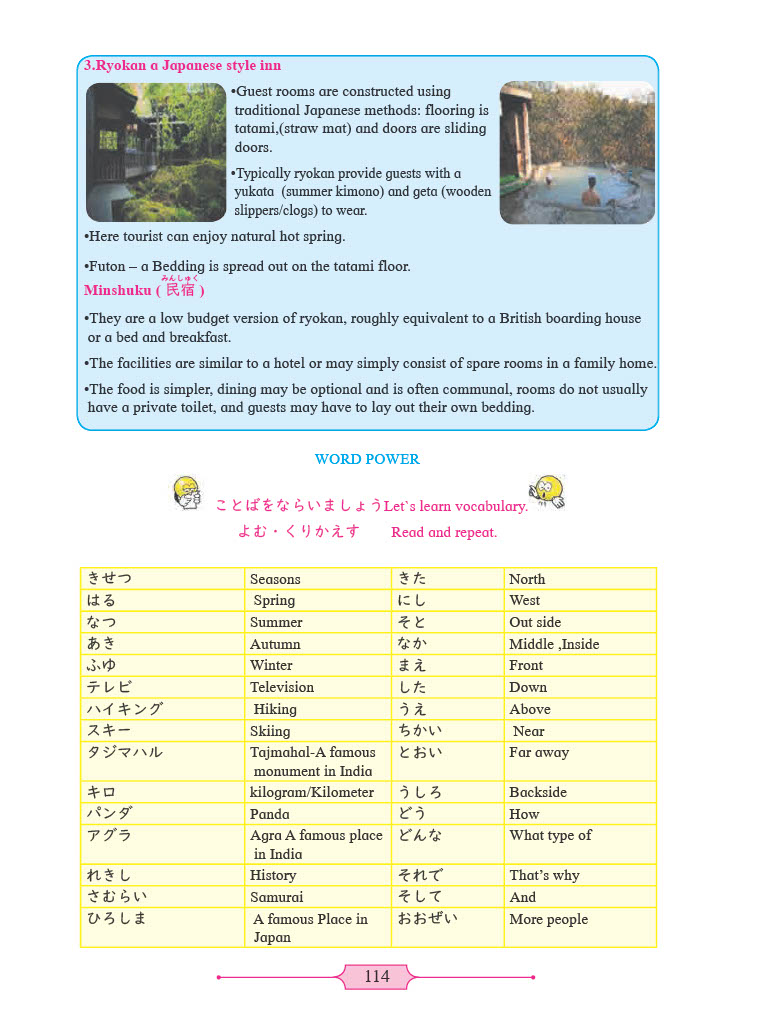 3.Ryokan a Japanese style inn
•Guest rooms are constructed using
traditional Japanese methods: flooring is
tatami,(straw mat) and doors are sliding
doors.
•Typically ryokan provide guests with a
yukata (summer kimono) and geta (wooden
slippers/clogs) to wear.
•Here tourist can enjoy natural hot spring.
•Futon – a Bedding is spread out on the tatami floor.
みんしゅく
Minshuku ( 民宿 )
•They are a low budget version of ryokan, roughly equivalent to a British boarding house
or a bed and breakfast.
•The facilities are similar to a hotel or may simply consist of spare rooms in a family home.
•The food is simpler, dining may be optional and is often communal, rooms do not usually
have a private toilet, and guests may have to lay out their own bedding.
WORD POWER
ことばをならいましょうLet's learn vocabulary.
よむ・くりかえす Read and repeat.
きせつ Seasons きた North
はる Spring にし West
なつ Summer そと Out side
あき Autumn なか Middle ,Inside
ふゆ Winter まえ Front
テレビ Television した Down
ハイキング Hiking うえ Above
スキー Skiing ちかい Near
タジマハル Tajmahal-A famous とおい Far away
monument in India
キロ kilogram/Kilometer うしろ Backside
パンダ Panda どう How
アグラ Agra A famous place どんな What type of
in India
れきし History それで That's why
さむらい Samurai そして And
ひろしま A famous Place in おおぜい More people
Japan
114